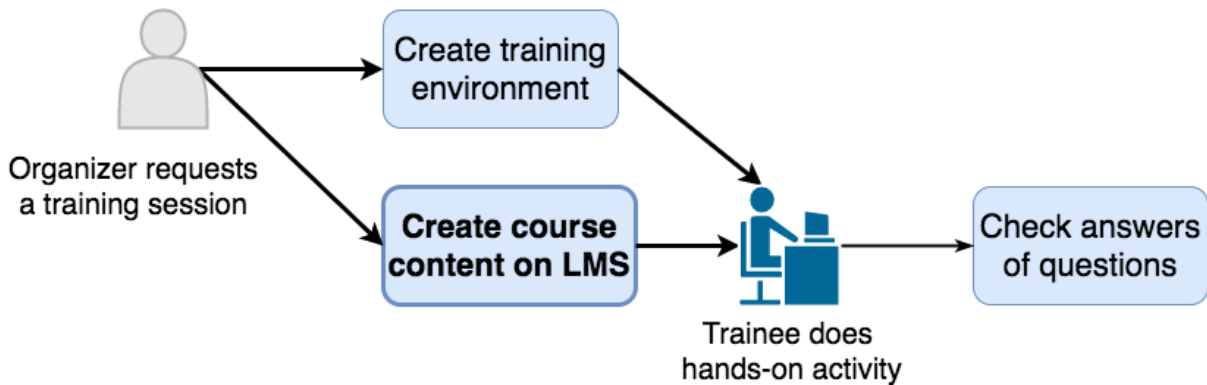 Create training
environment
Organizer requests
a training session
Create course
content on LMS
Check answers
of questions
Trainee does
hands-on activity